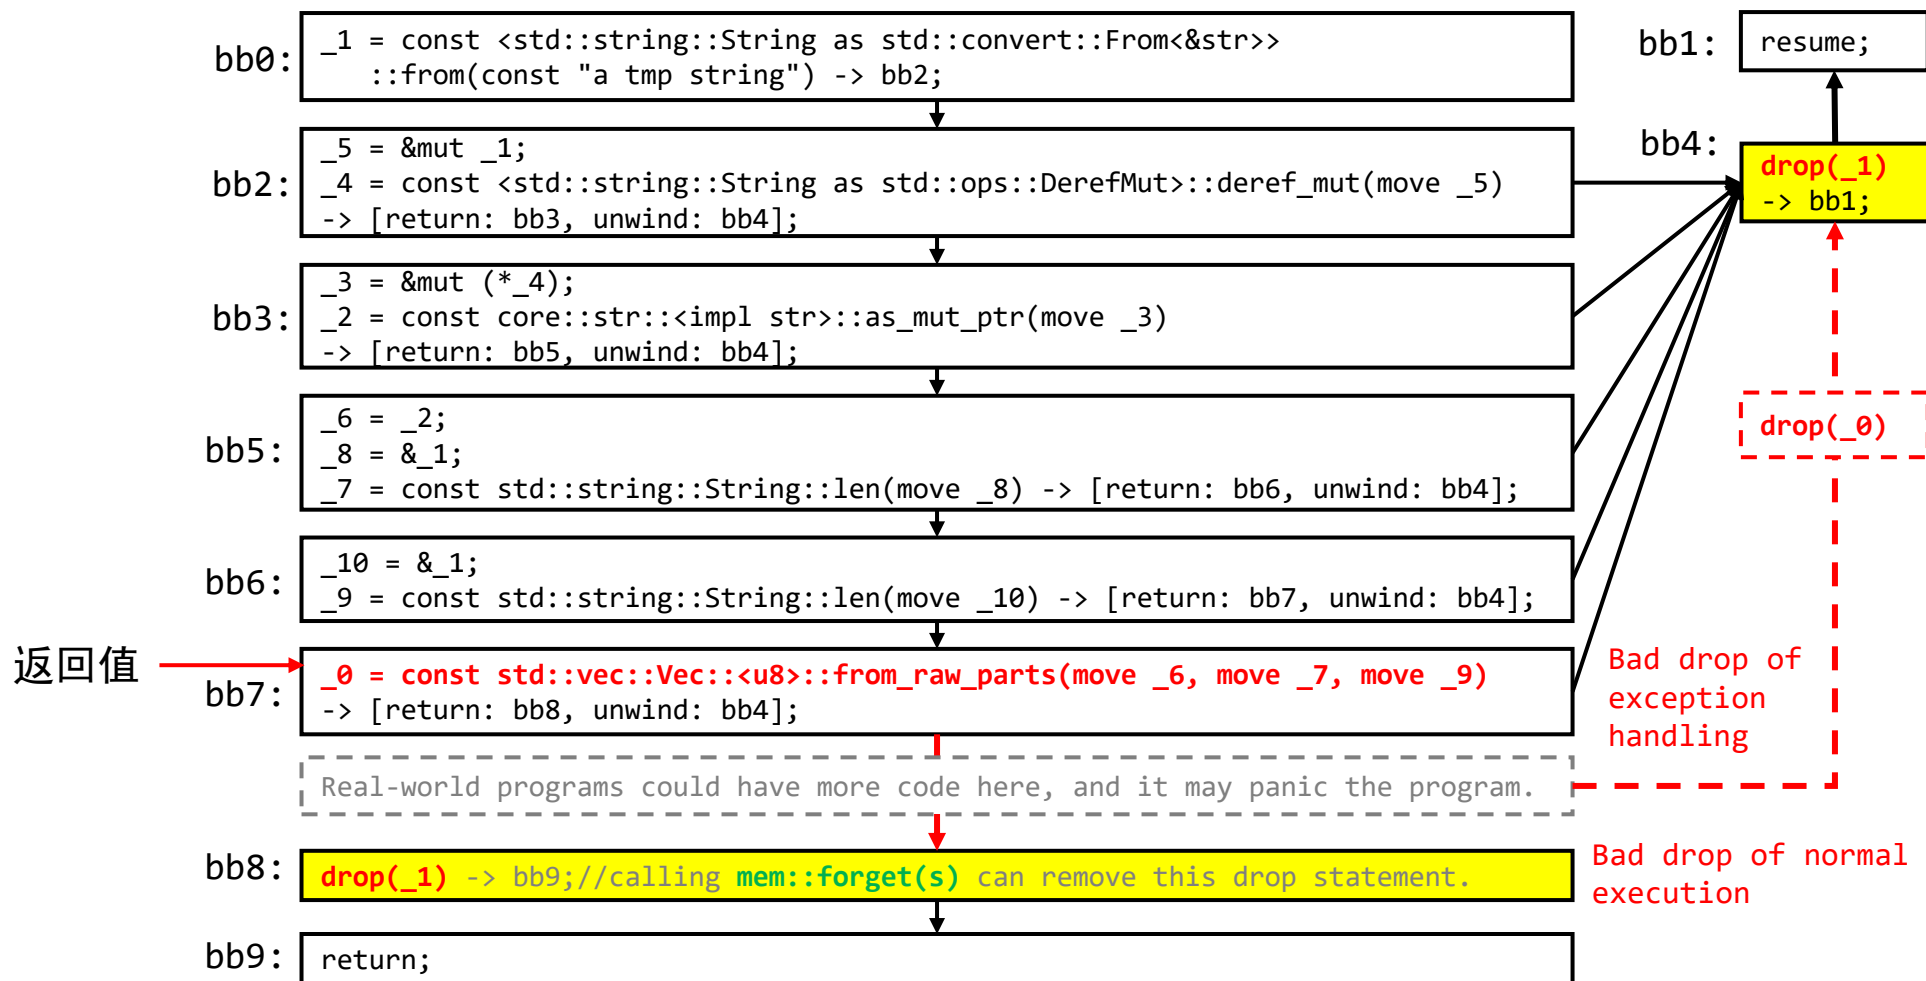 bb0:
_1 = const <std::string::String as std::convert::From<&str>>
::from(const "a tmp string") -> bb2;
bb1:
resume;
bb2:
_5 = &mut _1;
_4 = const <std::string::String as std::ops::DerefMut>::deref_mut(move _5)
-> [return: bb3, unwind: bb4];
bb4:
drop(_1)
-> bb1;
bb3:
_3 = &mut (*_4);
_2 = const core::str::<impl str>::as_mut_ptr(move _3)
-> [return: bb5, unwind: bb4];
bb5:
_6 = _2;
_8 = &_1;
_7 = const std::string::String::len(move _8) -> [return: bb6, unwind: bb4];
drop(_0)
bb6:
_10 = &_1;
_9 = const std::string::String::len(move _10) -> [return: bb7, unwind: bb4];
返回值
bb7:
_0 = const std::vec::Vec::<u8>::from_raw_parts(move _6, move _7, move _9)
-> [return: bb8, unwind: bb4];
Bad drop of
exception
handling
Real-world programs could have more code here, and it may panic the program.
bb8:
drop(_1) -> bb9;//calling mem::forget(s) can remove this drop statement.
Bad drop of normal
execution
bb9:
return;